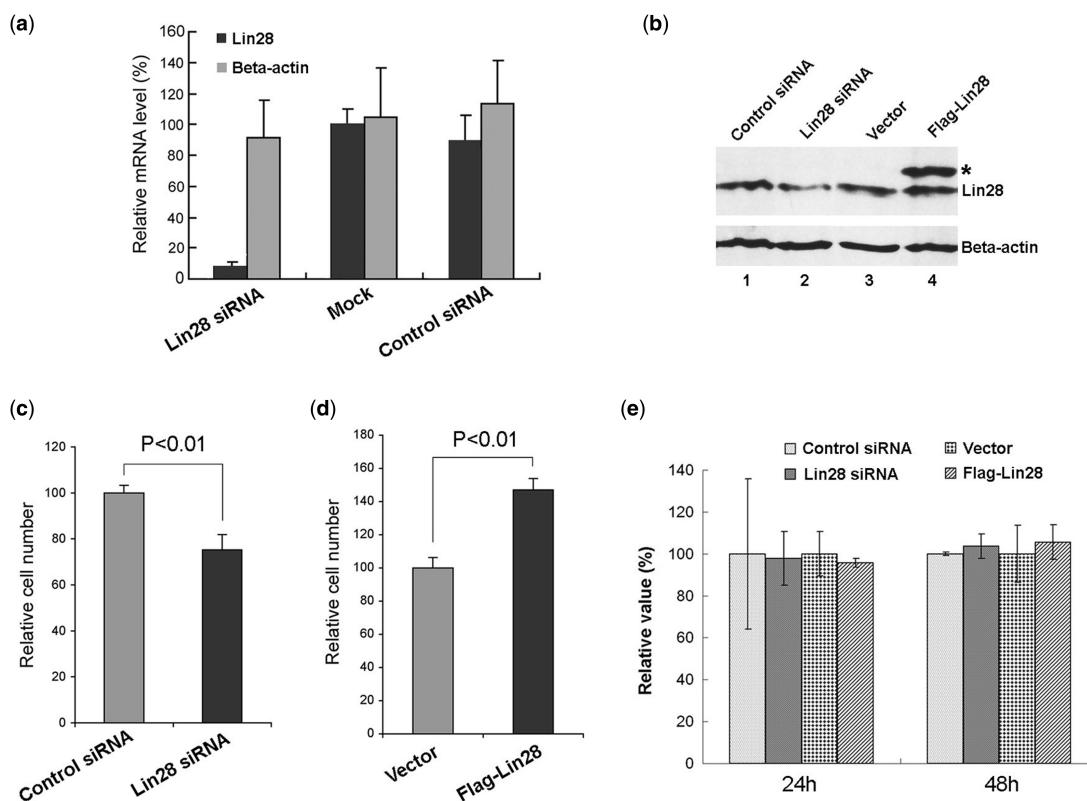 (a)
Relative mRNA level (%)
160
140
120
100
80
60
40
20
0
Lin28
Beta-actin
Lin28 siRNA
Mock
Control siRNA
(b)
Control siRNA
Lin28 siRNA
Vector
Flag-Lin28
*
Lin28
Beta-actin
1 2 3 4
(c)
P<0.01
Relative cell number
120
100
80
60
40
20
0
Control siRNA
Lin28 siRNA
(d)
P<0.01
Relative cell number
180
160
140
120
100
80
60
40
20
0
Vector
Flag-Lin28
(e)
Control siRNA
Vector
Lin28 siRNA
Flag-Lin28
Relative value (%)
140
120
100
80
60
40
20
0
24h
48h